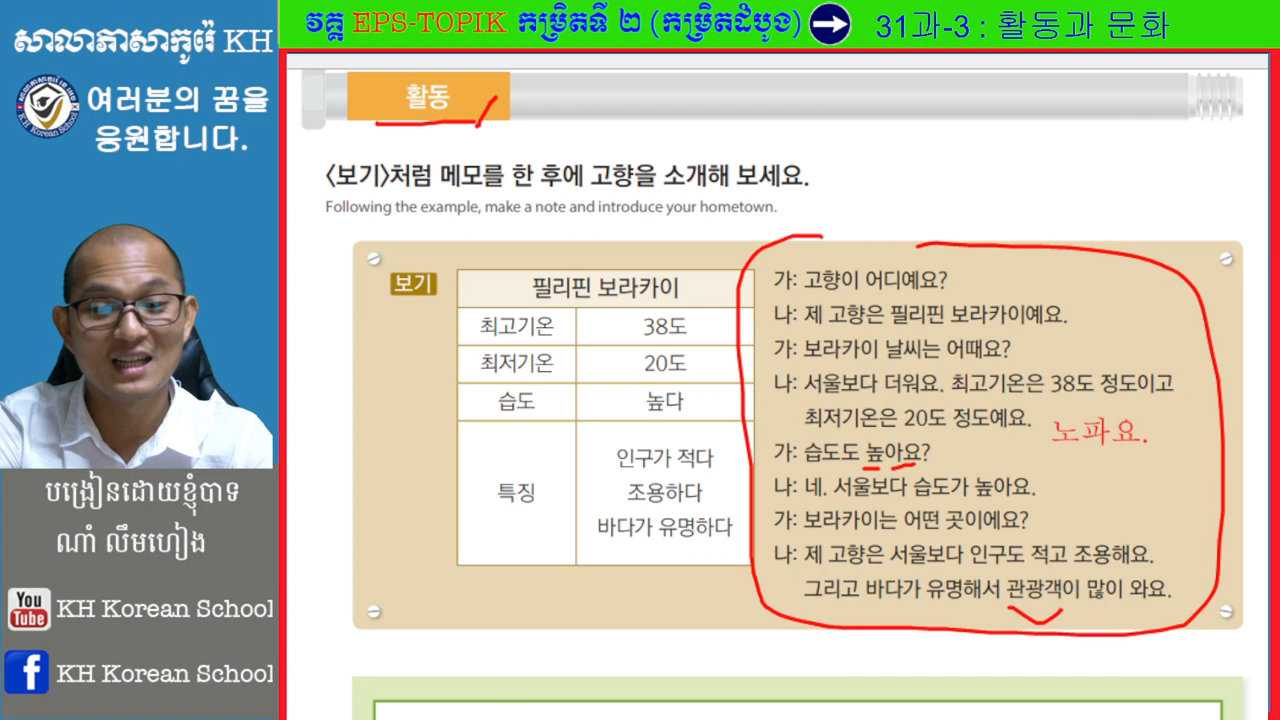 សាលាភាសាកូរ៉េ KH
여러분의 꿈을
응원합니다.
វគ្គ EPS-TOPIK កម្រិតទី ២ (កម្រិតដំបូង)
31과-3 : 활동과 문화
활동
<보기>처럼 메모를 한 후에 고향을 소개해 보세요.
Following the example, make a note and introduce your hometown.
보기
필리핀 보라카이
최고기온 38도
최저기온 20도
습도 높다
특징
인구가 적다
조용하다
바다가 유명하다
가: 고향이 어디예요?
나: 제 고향은 필리핀 보라카이예요.
가: 보라카이 날씨는 어때요?
나: 서울보다 더워요. 최고기온은 38도 정도이고
최저기온은 20도 정도예요.
노파요.
가: 습도도 높아요?
나: 네. 서울보다 습도가 높아요.
가: 보라카이는 어떤 곳이에요?
나: 제 고향은 서울보다 인구도 적고 조용해요.
그리고 바다가 유명해서 관광객이 많이 와요.
បង្រៀនដោយខ្ញុំបាទ
ណាំ លឹមហៀង
You Tube KH Korean School
f KH Korean School